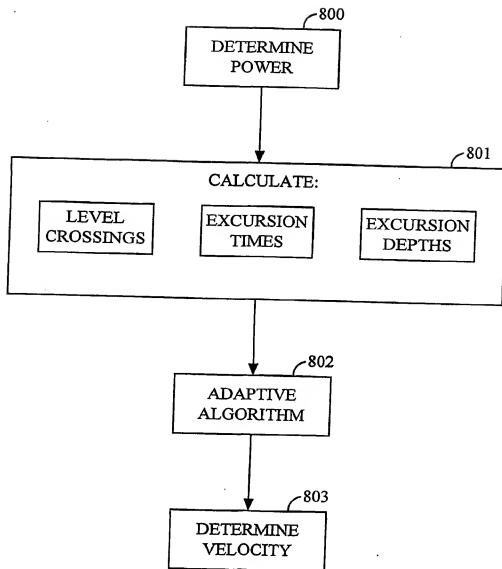 800
DETERMINE
POWER
801
CALCULATE:
LEVEL
CROSSINGS
EXCURSION
TIMES
EXCURSION
DEPTHS
802
ADAPTIVE
ALGORITHM
803
DETERMINE
VELOCITY